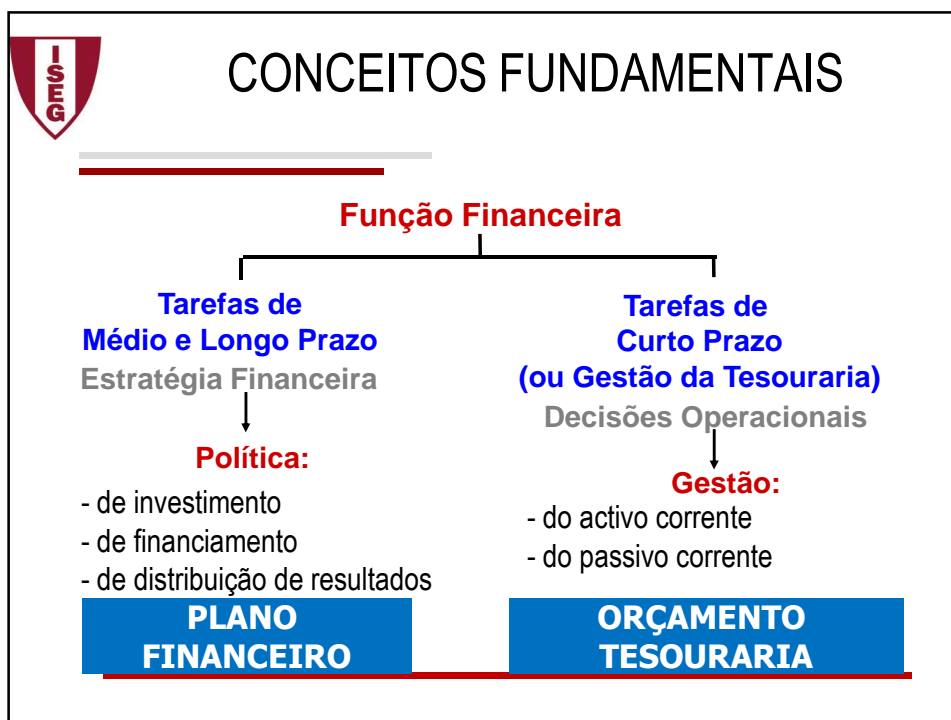 ISEG
CONCEITOS FUNDAMENTAIS
Função Financeira
Tarefas de
Médio e Longo Prazo
Estratégia Financeira
Política:
- de investimento
- de financiamento
- de distribuição de resultados
PLANO
FINANCEIRO
Tarefas de
Curto Prazo
(ou Gestão da Tesouraria)
Decisões Operacionais
Gestão:
- do activo corrente
- do passivo corrente
ORÇAMENTO
TESOURARIA